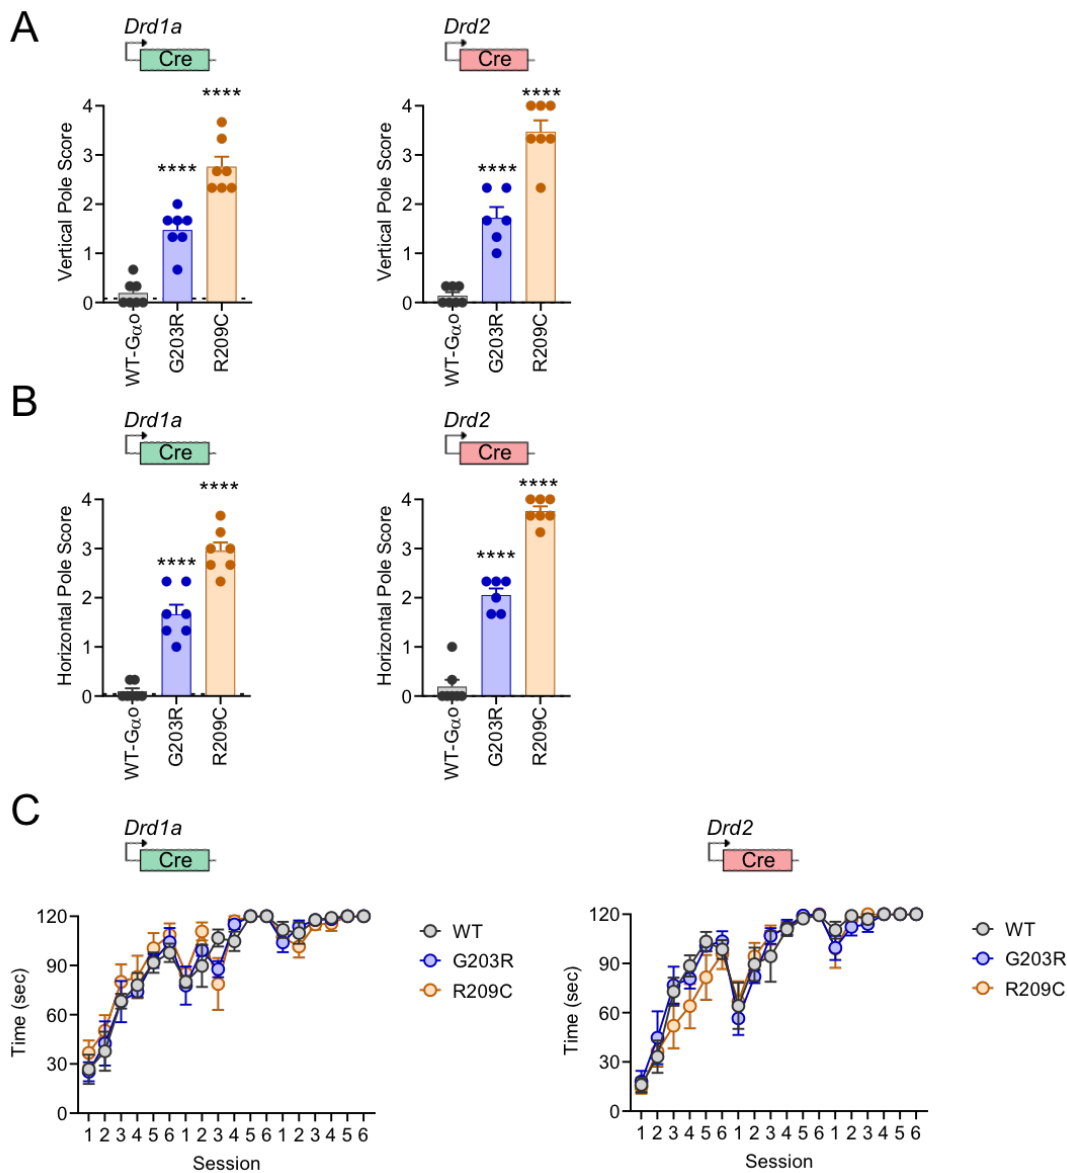 A
Drd1a
Cre
Drd2
Cre
Vertical Pole Score
4
3
2
1
0
****
****
WT-Gαo
G203R
R209C
Vertical Pole Score
4
3
2
1
0
****
****
WT-Gαo
G203R
R209C
B
Drd1a
Cre
Drd2
Cre
Horizontal Pole Score
4
3
2
1
0
****
****
WT-Gαo
G203R
R209C
Horizontal Pole Score
4
3
2
1
0
****
****
WT-Gαo
G203R
R209C
C
Drd1a
Cre
Drd2
Cre
Time (sec)
120
90
60
30
0
1 2 3 4 5 6 1 2 3 4 5 6 1 2 3 4 5 6
Session
WT
G203R
R209C
Time (sec)
120
90
60
30
0
1 2 3 4 5 6 1 2 3 4 5 6 1 2 3 4 5 6
Session
WT
G203R
R209C